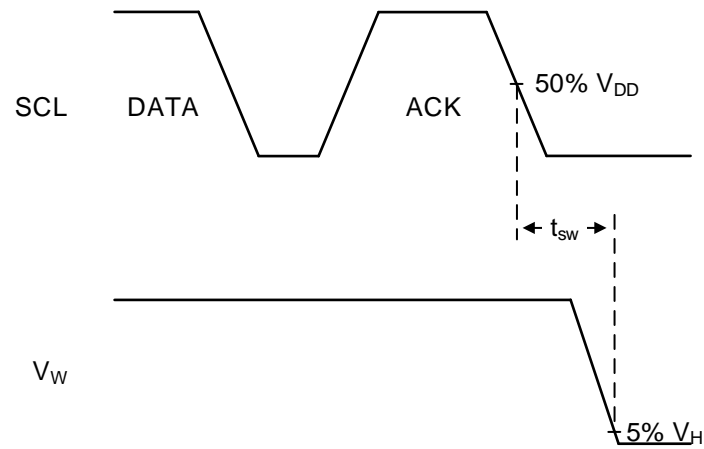 50% VDD
SCL DATA ACK
tsw
VW
5% VH